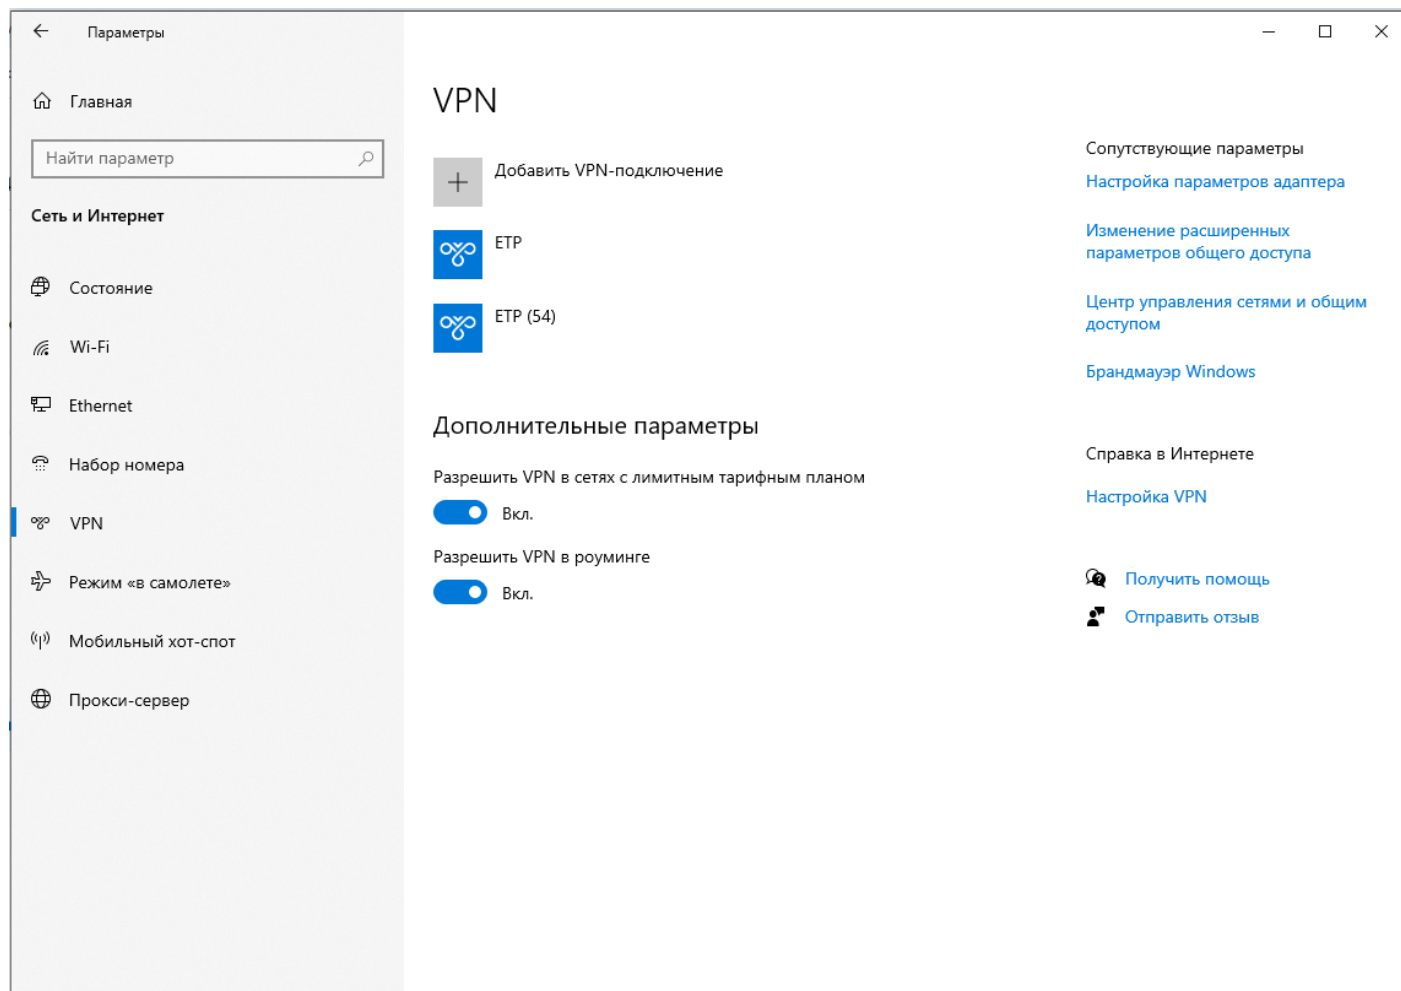 Параметры
Главная
Найти параметр
Сеть и Интернет
Состояние
Wi-Fi
Ethernet
Набор номера
VPN
Режим «в самолете»
Мобильный хот-спот
Прокси-сервер
VPN
Добавить VPN-подключение
ETP
ETP (54)
Дополнительные параметры
Разрешить VPN в сетях с лимитным тарифным планом
Вкл.
Разрешить VPN в роуминге
Вкл.
Сопутствующие параметры
Настройка параметров адаптера
Изменение расширенных
параметров общего доступа
Центр управления сетями и общим
доступом
Брандмауэр Windows
Справка в Интернете
Настройка VPN
Получить помощь
Отправить отзыв